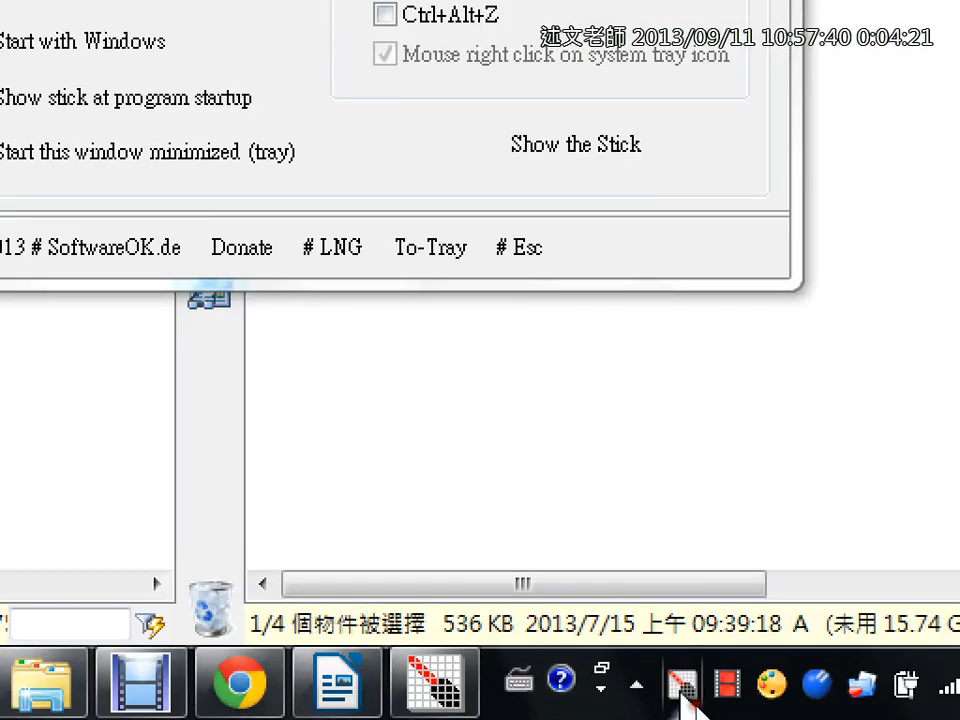 Ctrl+Alt+Z
述文老師 2013/09/11 10:57:40 0:04:21
Start with Windows
Mouse right click on system tray icon
Show stick at program startup
Start this window minimized (tray)
Show the Stick
013 # SoftwareOK.de Donate # LNG To-Tray # Esc
1/4 個物件被選擇 536 KB 2013/7/15 上午 09:39:18 A (未用 15.74 G